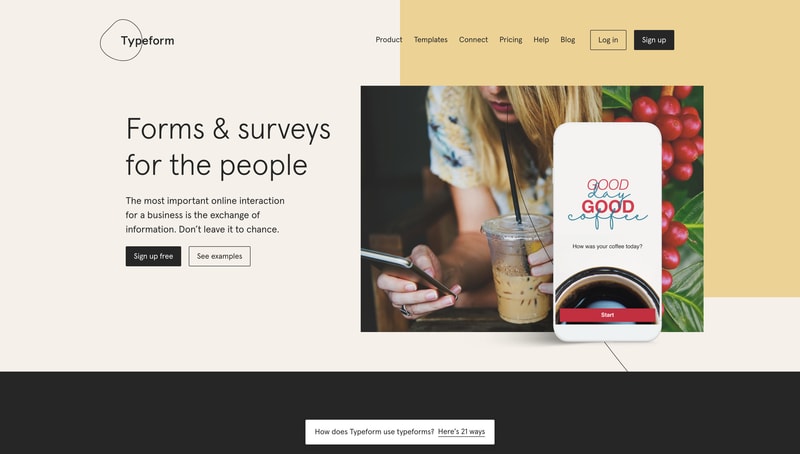 Typeform
Product Templates Connect Pricing Help Blog Log in Sign up
Forms & surveys
for the people
The most important online interaction
for a business is the exchange of
information. Don't leave it to chance.
Sign up free See examples
GOOD
day
GOOD
coffee
How was your coffee today?
Start
How does Typeform use typeforms? Here's 21 ways